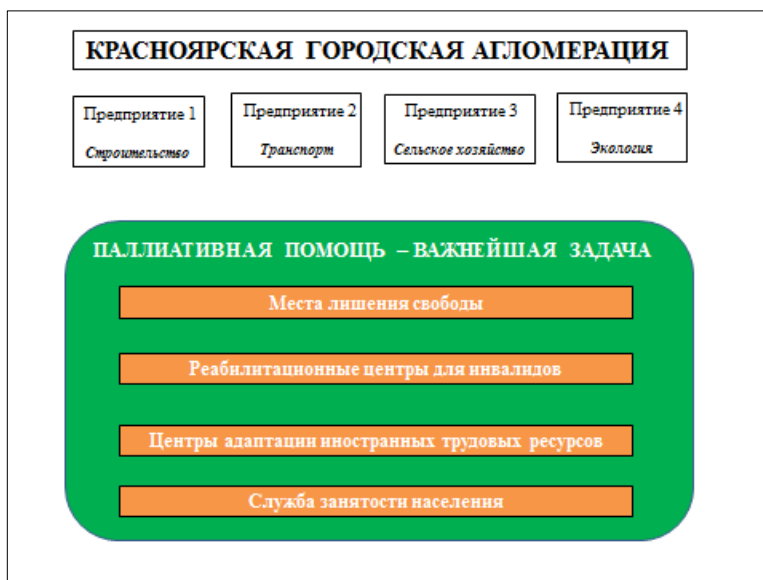 КРАСНОЯРСКАЯ ГОРОДСКАЯ АГЛОМЕРАЦИЯ
Предприятие 1
Строительство
Предприятие 2
Транспорт
Предприятие 3
Сельское хозяйство
Предприятие 4
Экология
ПАЛЛИАТИВНАЯ ПОМОЩЬ – ВАЖНЕЙШАЯ ЗАДАЧА
Места лишения свободы
Реабилитационные центры для инвалидов
Центры адаптации иностранных трудовых ресурсов
Служба занятости населения